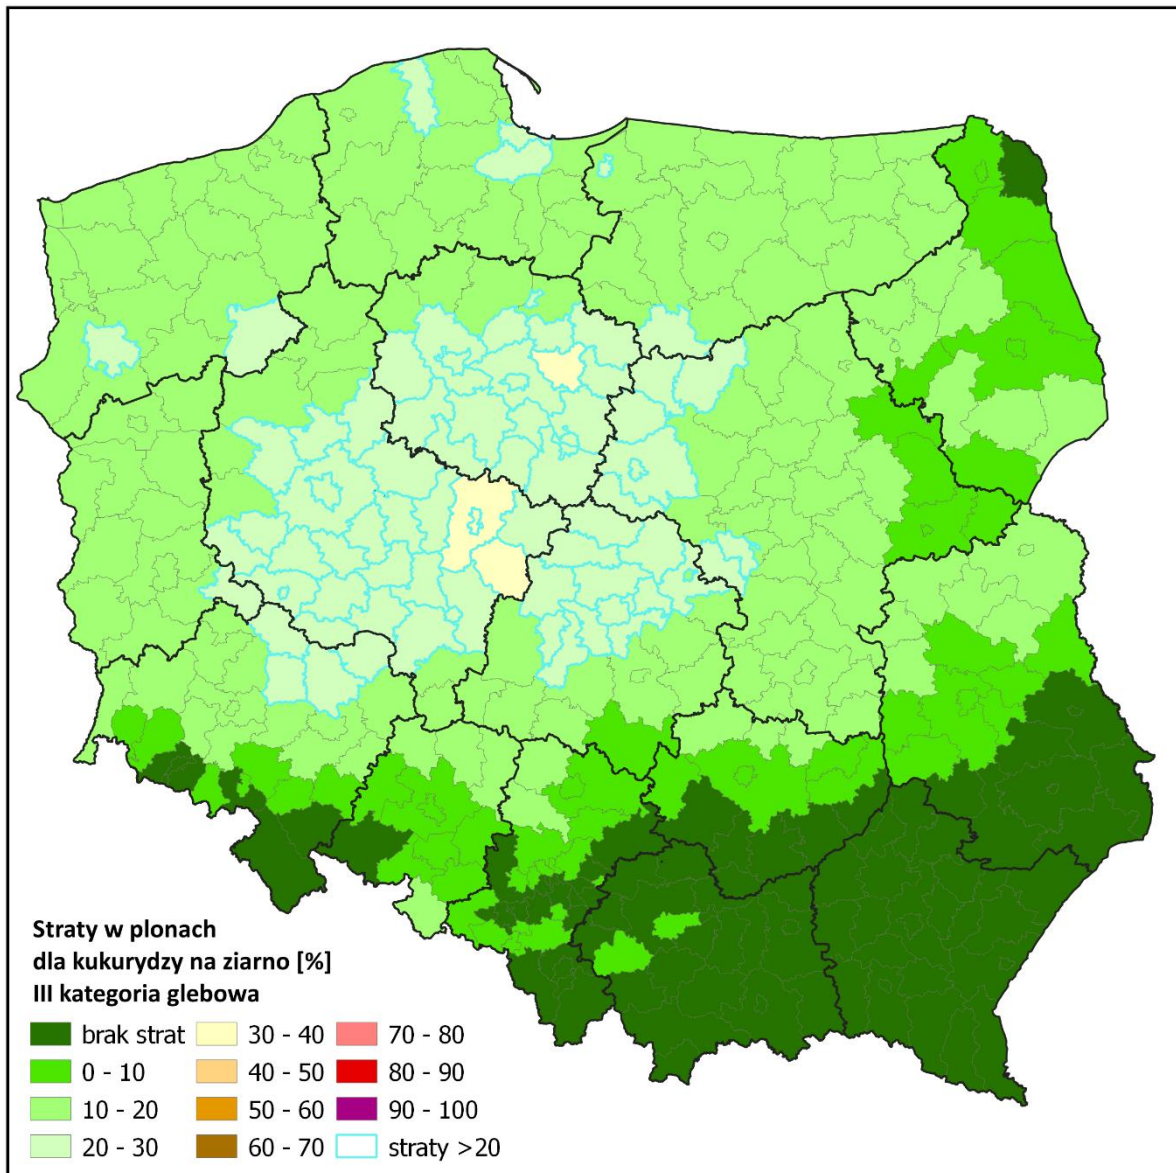 Straty w plonach
dla kukurydzy na ziarno [%]
III kategoria glebowa
brak strat
0 - 10
10 - 20
20 - 30
30 - 40
40 - 50
50 - 60
60 - 70
70 - 80
80 - 90
90 - 100
straty >20